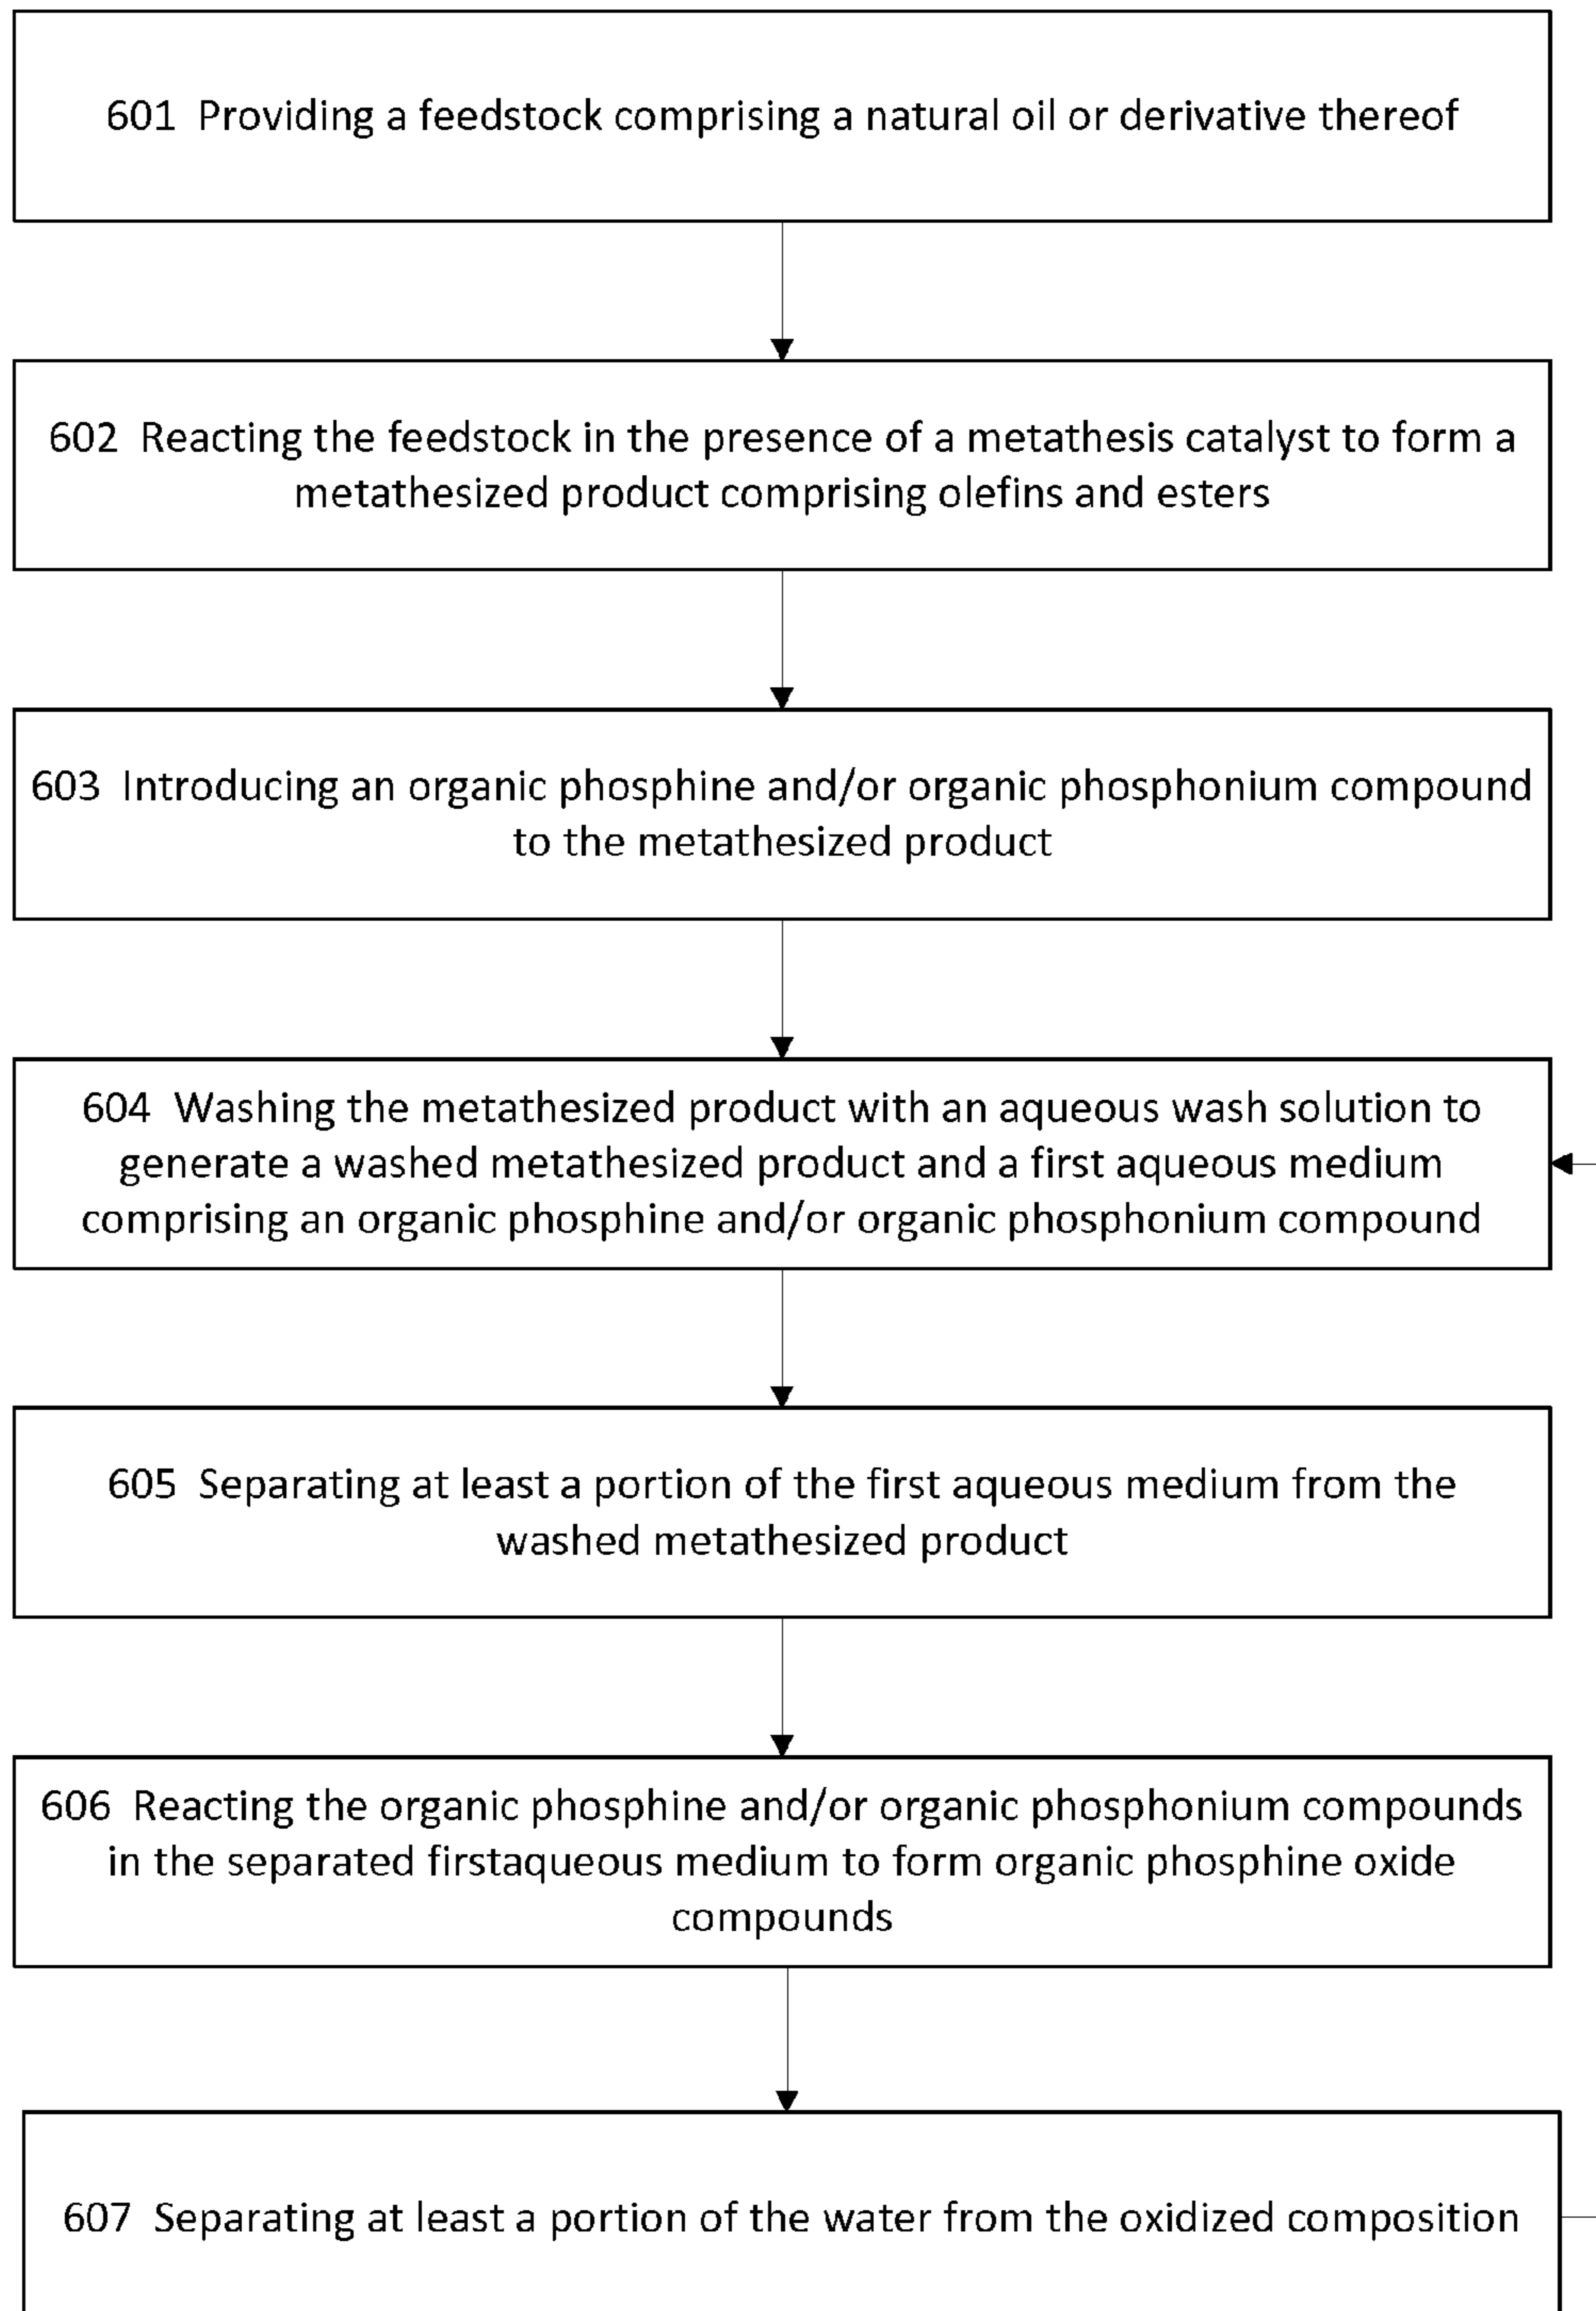 601 Providing a feedstock comprising a natural oil or derivative thereof
602 Reacting the feedstock in the presence of a metathesis catalyst to form a
metathesized product comprising olefins and esters
603 Introducing an organic phosphine and/or organic phosphonium compound
to the metathesized product
604 Washing the metathesized product with an aqueous wash solution to
generate a washed metathesized product and a first aqueous medium
comprising an organic phosphine and/or organic phosphonium compound
605 Separating at least a portion of the first aqueous medium from the
washed metathesized product
606 Reacting the organic phosphine and/or organic phosphonium compounds
in the separated firstaqueous medium to form organic phosphine oxide
compounds
607 Separating at least a portion of the water from the oxidized composition